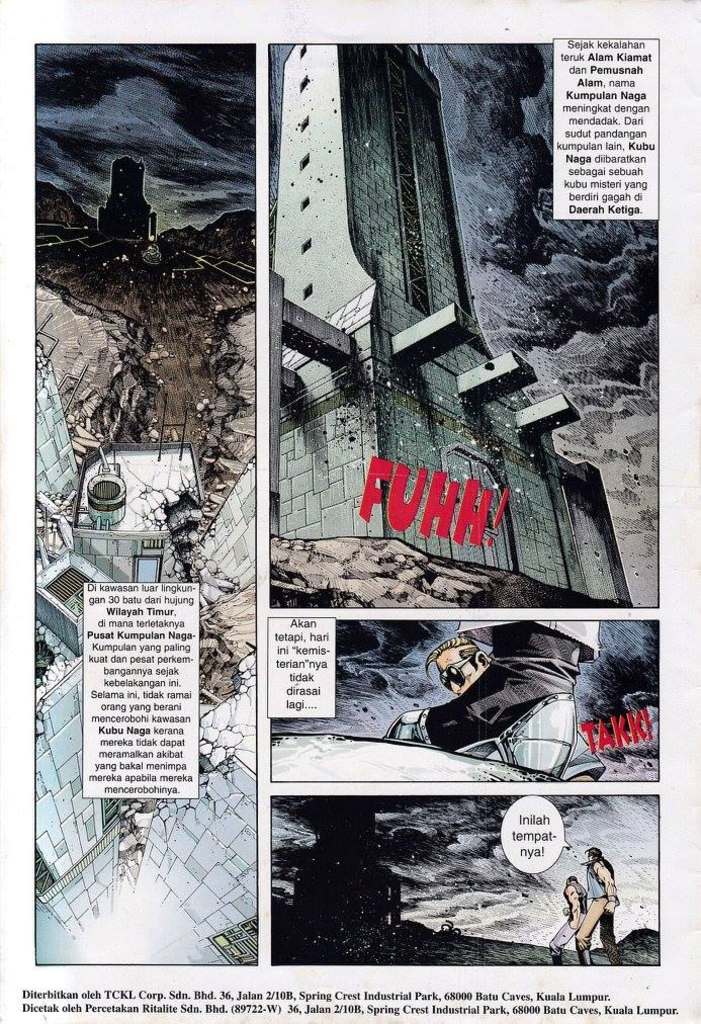 Di kawasan luar lingkun-
gan 30 batu dari hujung
Wilayah Timur,
di mana terletaknya
Pusat Kumpulan Naga-
Kumpulan yang paling
kuat dan pesat perkem-
bangannya sejak
kebelakangan ini.
Selama ini, tidak ramai
orang yang berani
mencerobohi kawasan
Kubu Naga kerana
mereka tidak dapat
meramalkan akibat
yang bakal menimpa
mereka apabila mereka
mencerobohinya.
Sejak kekalahan
teruk Alam Kiamat
dan Pemusnah
Alam, nama
Kumpulan Naga
meningkat dengan
mendadak. Dari
sudut pandangan
kumpulan lain, Kubu
Naga diibaratkan
sebagai sebuah
kubu misteri yang
berdiri gagah di
Daerah Ketiga.
FUHH!
Akan
tetapi, hari
ini "kemis-
terian"nya
tidak
dirasai
lagi....
TAKK!
Inilah
tempat-
nya!
Diterbitkan oleh TCKL Corp. Sdn. Bhd. 36, Jalan 2/10B, Spring Crest Industrial Park, 68000 Batu Caves, Kuala Lumpur.
Dicetak oleh Percetakan Ritalite Sdn. Bhd. (89722-W) 36, Jalan 2/10B, Spring Crest Industrial Park, 68000 Batu Caves, Kuala Lumpur.